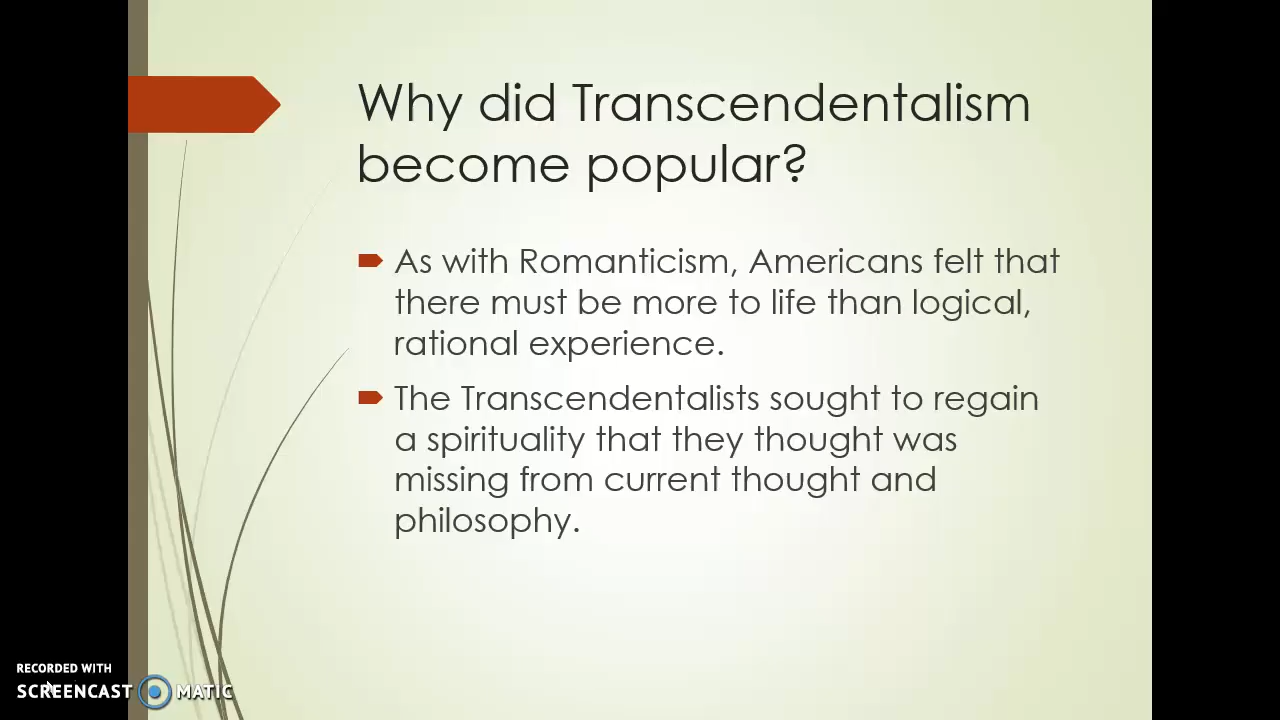 Why did Transcendentalism
become popular?
As with Romanticism, Americans felt that
there must be more to life than logical,
rational experience.
The Transcendentalists sought to regain
a spirituality that they thought was
missing from current thought and
philosophy.
RECORDED WITH
SCREENCAST MATIC